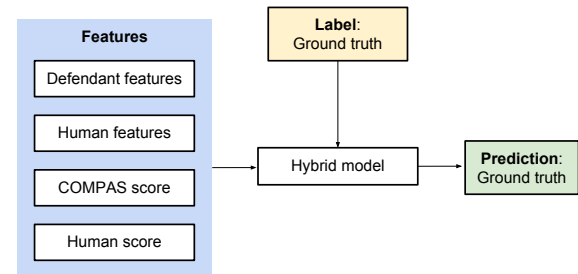 Features
Defendant features
Human features
COMPAS score
Human score
Label:
Ground truth
Hybrid model
Prediction:
Ground truth